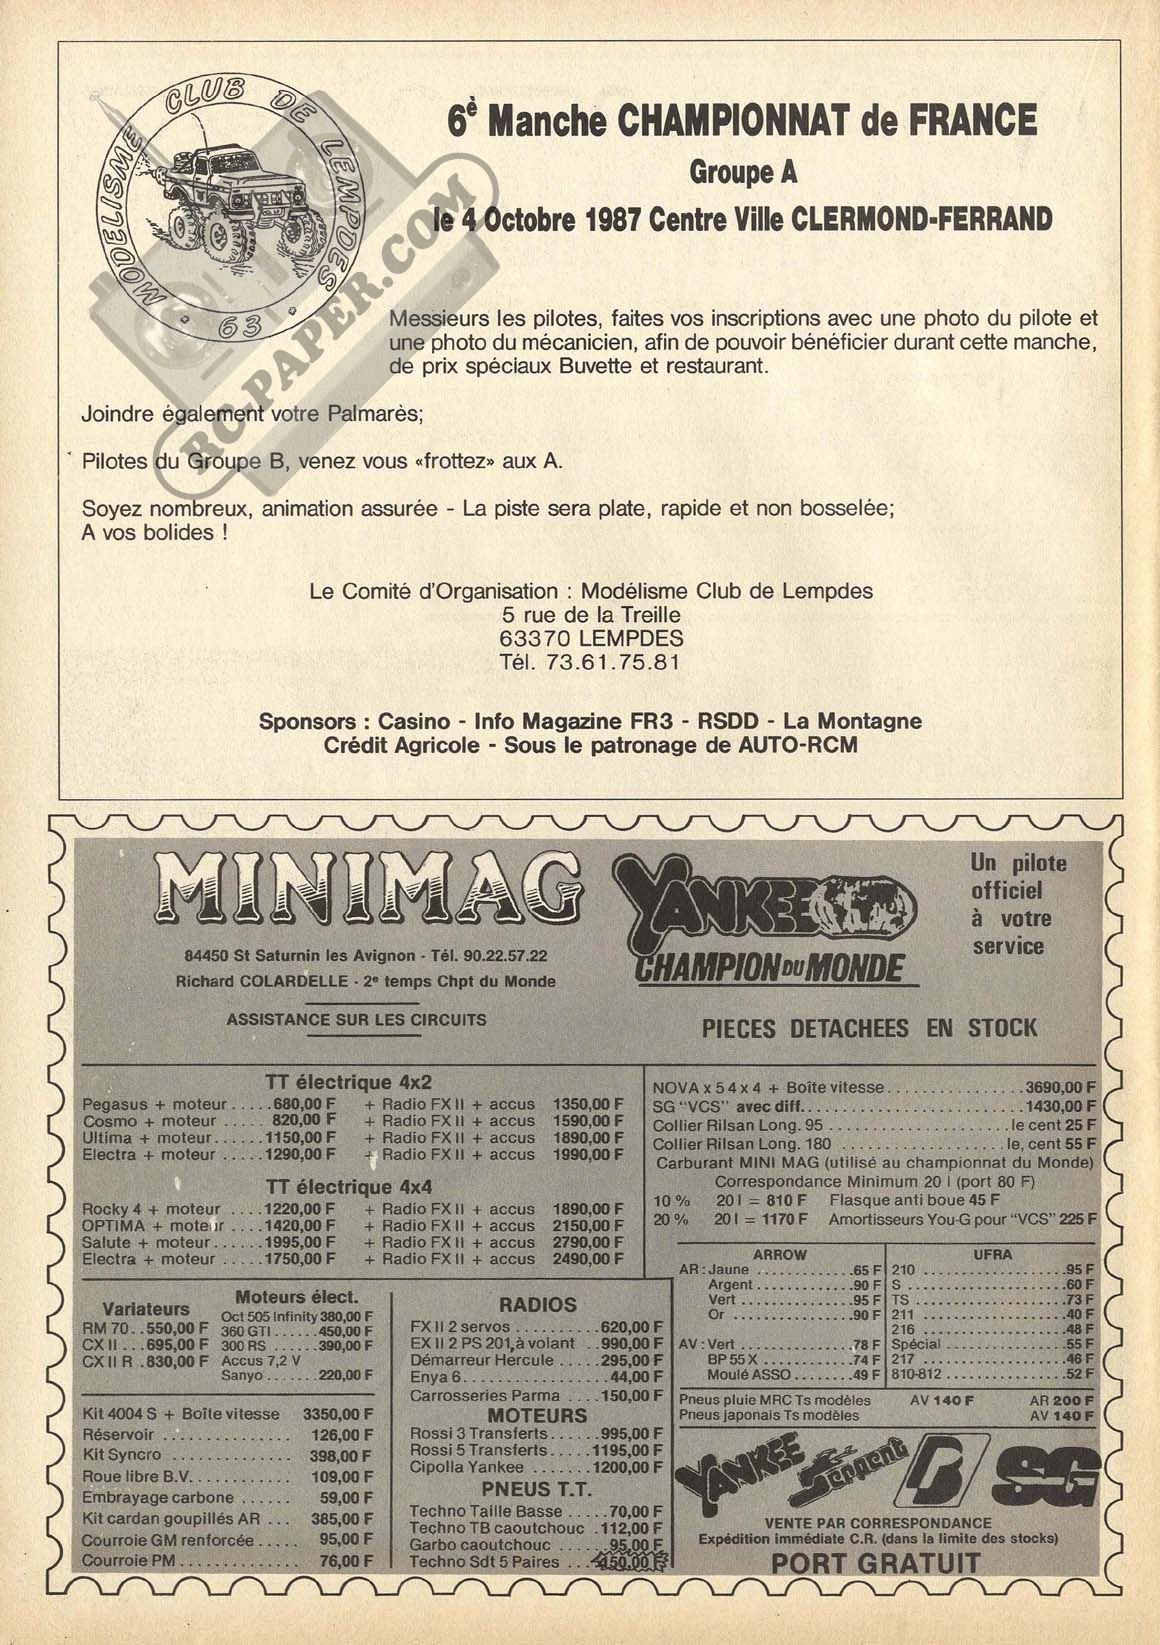 MODELISME CLUB DE LEMPDES
· 63 ·
RC-PAPER.COM
6è Manche CHAMPIONNAT de FRANCE
Groupe A
le 4 Octobre 1987 Centre Ville CLERMOND-FERRAND
Messieurs les pilotes, faites vos inscriptions avec une photo du pilote et
une photo du mécanicien, afin de pouvoir bénéficier durant cette manche,
de prix spéciaux Buvette et restaurant.
Joindre également votre Palmarès;
Pilotes du Groupe B, venez vous «frottez» aux A.
Soyez nombreux, animation assurée - La piste sera plate, rapide et non bosselée;
A vos bolides !
Le Comité d'Organisation : Modélisme Club de Lempdes
5 rue de la Treille
63370 LEMPDES
Tél. 73.61.75.81
Sponsors : Casino - Info Magazine FR3 - RSDD - La Montagne
Crédit Agricole - Sous le patronage de AUTO-RCM
MINIMAG
84450 St Saturnin les Avignon - Tél. 90.22.57.22
Richard COLARDELLE - 2e temps Chpt du Monde
ASSISTANCE SUR LES CIRCUITS
YANKEE
CHAMPION DU MONDE
Un pilote
officiel
à votre
service
PIECES DETACHEES EN STOCK
TT électrique 4x2
Pegasus + moteur.....680,00 F + Radio FX II + accus 1350,00 F
Cosmo + moteur ..... 820,00 F + Radio FX II + accus 1590,00 F
Ultima + moteur......1150,00 F + Radio FX II + accus 1890,00 F
Electra + moteur .....1290,00 F + Radio FX II + accus 1990,00 F
TT électrique 4x4
Rocky 4 + moteur ....1220,00 F + Radio FX II + accus 1890,00 F
OPTIMA + moteur ....1420,00 F + Radio FX II + accus 2150,00 F
Salute + moteur......1995,00 F + Radio FX II + accus 2790,00 F
Electra + moteur .....1750,00 F + Radio FX II + accus 2490,00 F
Variateurs
RM 70..550,00 F
CX II ...695,00 F
CX II R .830,00 F
Moteurs élect.
Oct 505 Infinity 380,00 F
360 GTI......450,00 F
300 RS.......390,00 F
Accus 7,2 V
Sanyo.......220,00 F
Kit 4004 S + Boîte vitesse 3350,00 F
Réservoir ............... 126,00 F
Kit Syncro .............. 398,00 F
Roue libre B.V............ 109,00 F
Embrayage carbone ...... 59,00 F
Kit cardan goupillés AR ... 385,00 F
Courroie GM renforcée..... 95,00 F
Courroie PM............... 76,00 F
RADIOS
FX II 2 servos ..........620,00 F
EX II 2 PS 201, à volant ..990,00 F
Démarreur Hercule .....295,00 F
Enya 6..................44,00 F
Carrosseries Parma ....150,00 F
MOTEURS
Rossi 3 Transferts......995,00 F
Rossi 5 Transferts.....1195,00 F
Cipolla Yankee .......1200,00 F
PNEUS T.T.
Techno Taille Basse .....70,00 F
Techno TB caoutchouc .112,00 F
Garbo caoutchouc ......95,00 F
Techno Sdt 5 Paires ...450,00 F
NOVA x 5 4 x 4 + Boîte vitesse................3690,00 F
SG "VCS" avec diff..........................1430,00 F
Collier Rilsan Long. 95 .....................le cent 25 F
Collier Rilsan Long. 180 ....................le, cent 55 F
Carburant MINI MAG (utilisé au championnat du Monde)
Correspondance Minimum 20 l (port 80 F)
10 % 20 l = 810 F Flasque anti boue 45 F
20 % 20 l = 1170 F Amortisseurs You-G pour "VCS" 225 F
ARROW
AR : Jaune ............65 F
Argent............90 F
Vert ..............95 F
Or ...............90 F
AV : Vert ..............78 F
BP 55 X ............74 F
Moulé ASSO........49 F
UFRA
210 ....................95 F
S ......................60 F
TS .....................73 F
211 ....................40 F
216 ....................48 F
Spécial .................55 F
217 ....................46 F
810-812 .................52 F
Pneus pluie MRC Ts modèles AV 140 F AR 200 F
Pneus japonais Ts modèles AV 140 F
YANKEE
Serpent
SG
VENTE PAR CORRESPONDANCE
Expédition immédiate C.R. (dans la limite des stocks)
PORT GRATUIT